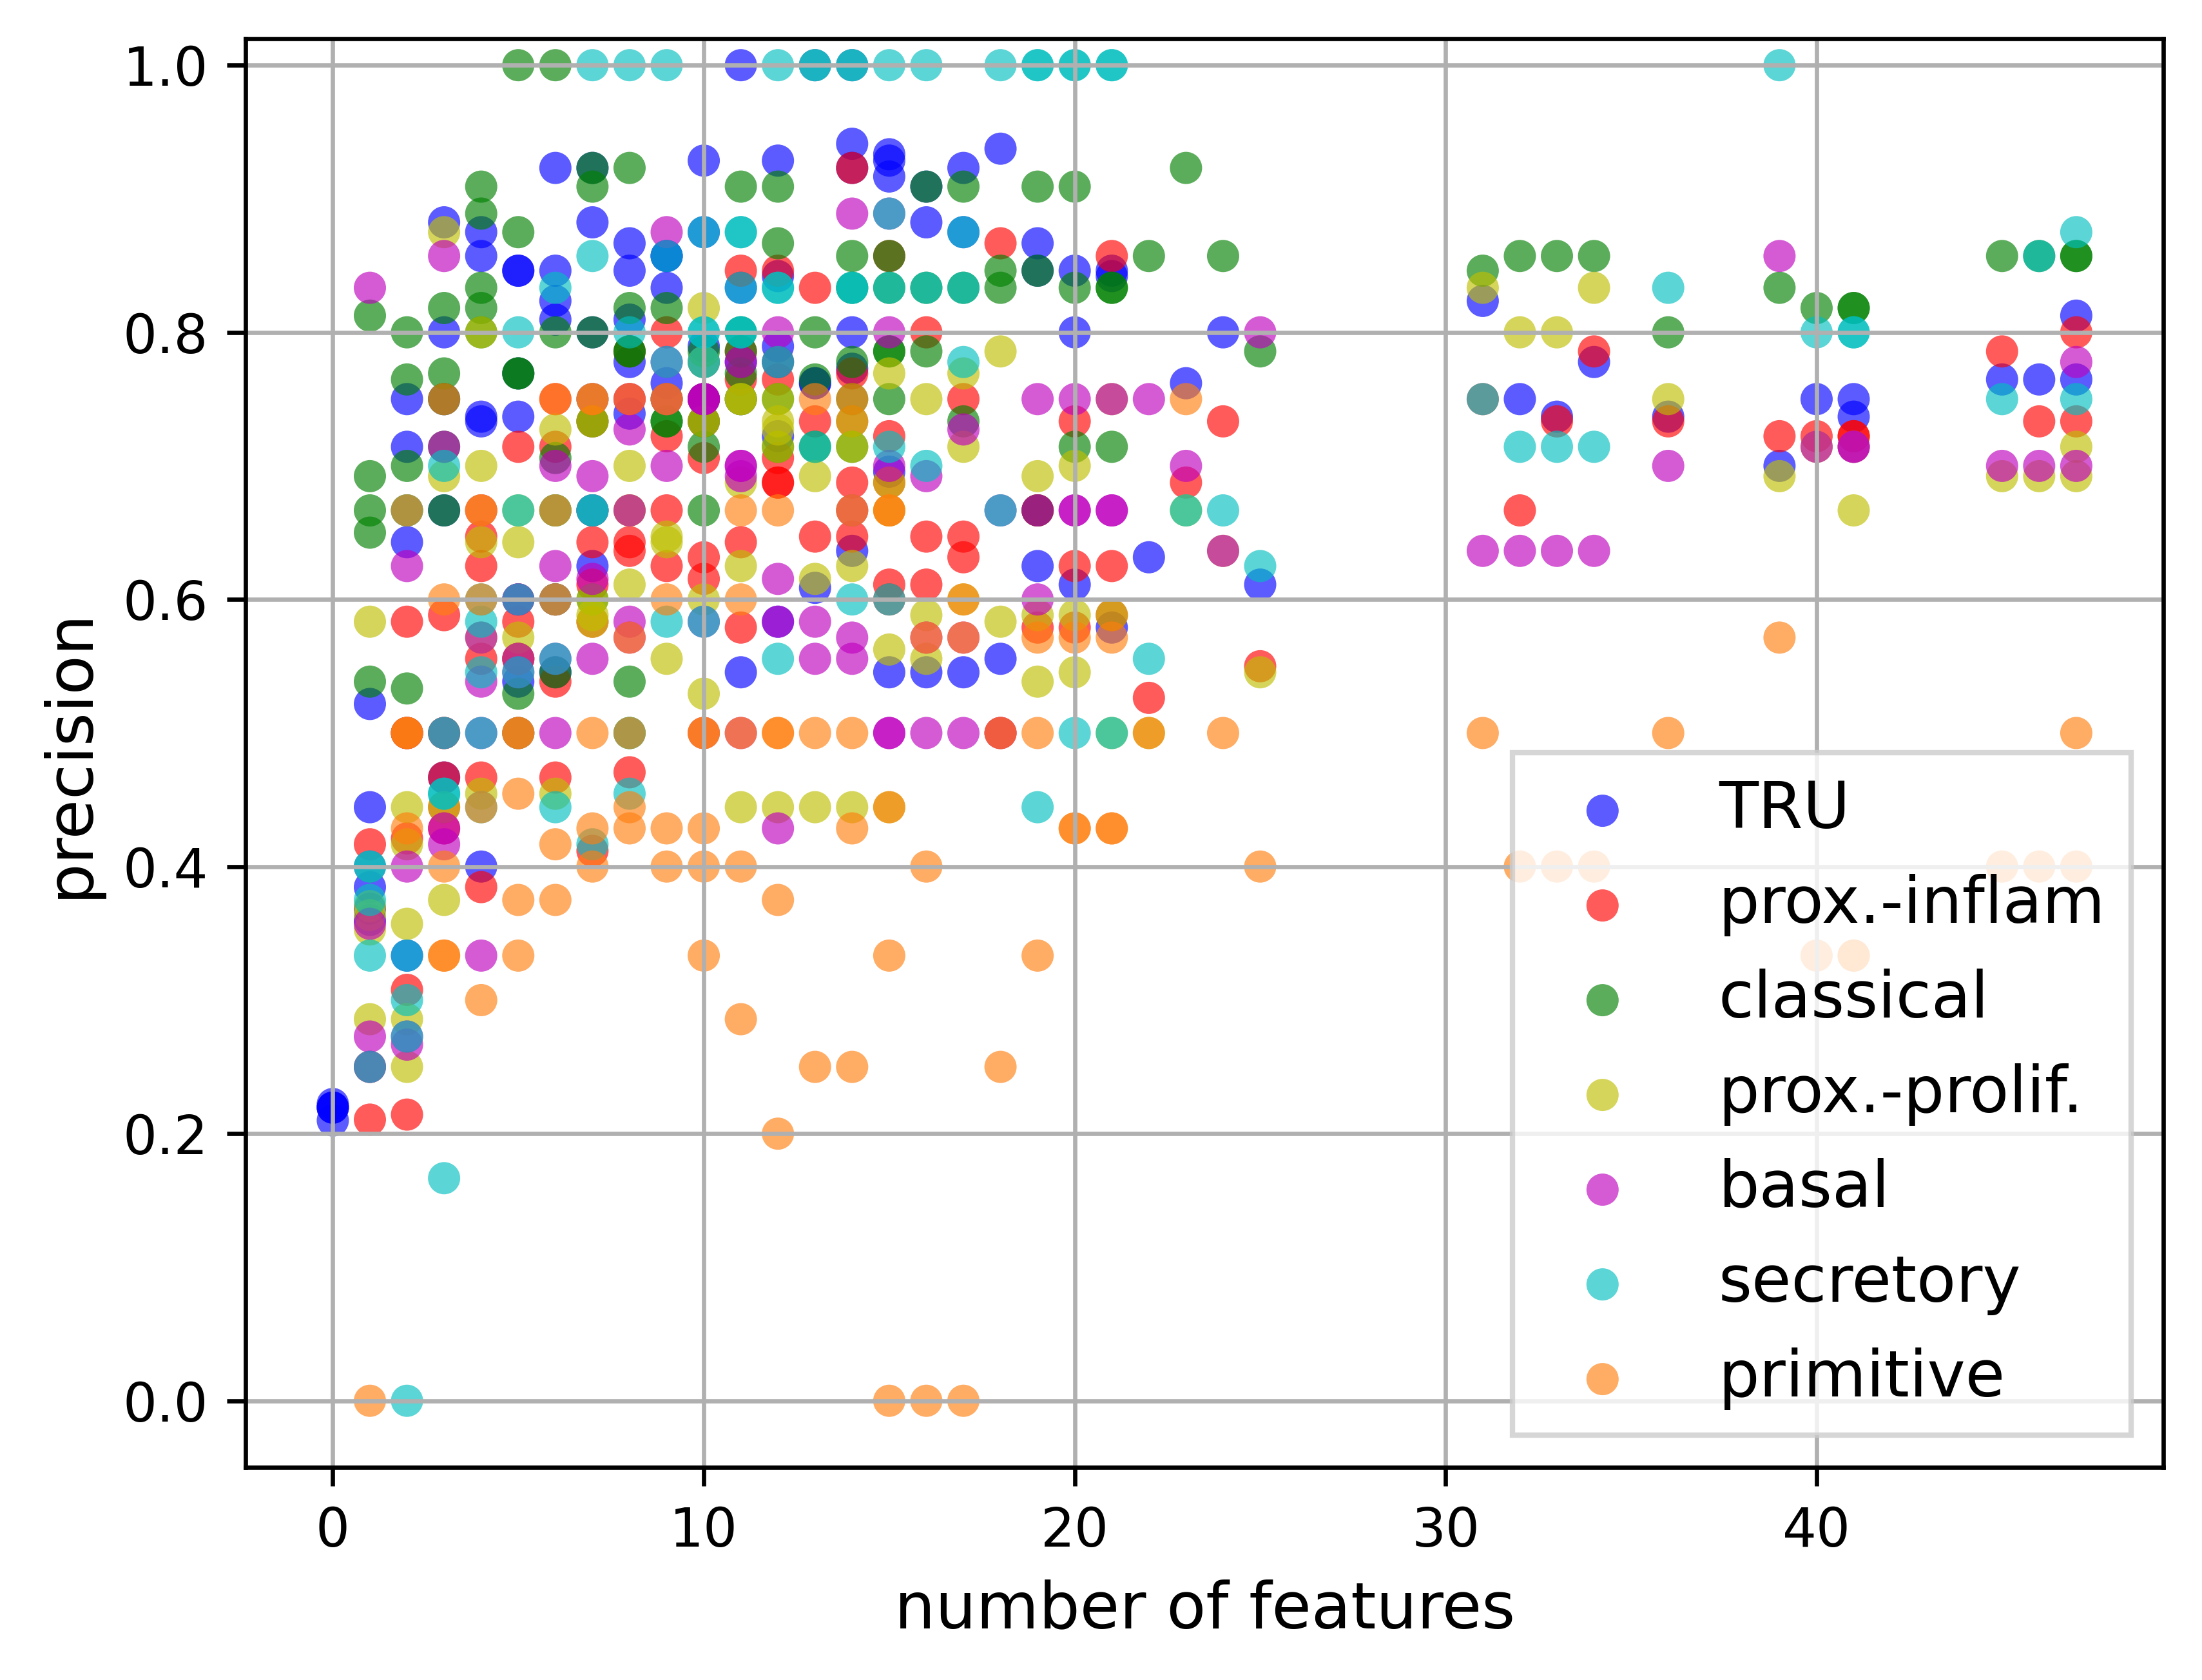 1.0
0.8
0.6
0.4
0.2
0.0
precision
0 10 20 30 40
number of features
TRU
prox.-inflam
classical
prox.-prolif.
basal
secretory
primitive